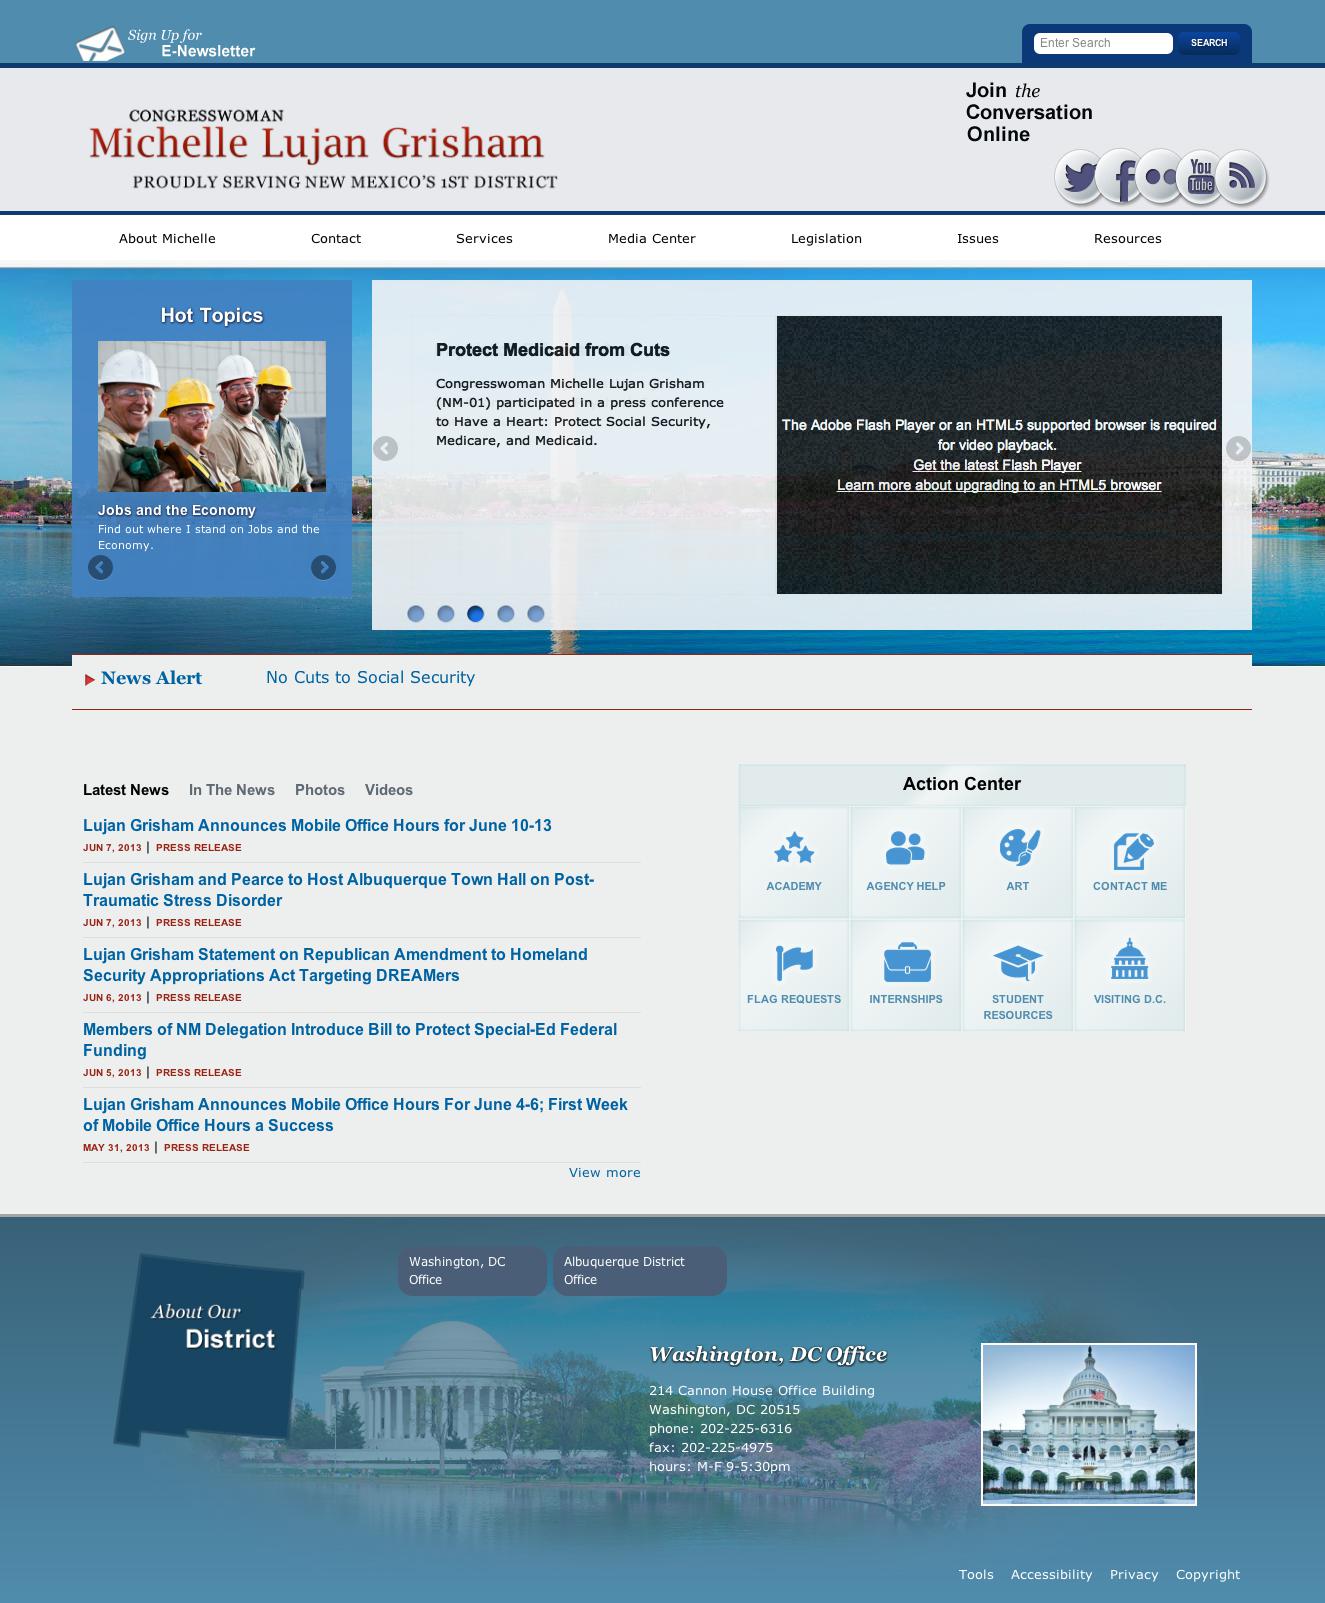 Sign Up for
E-Newsletter
Enter Search
SEARCH
Join the
Conversation
Online
CONGRESSWOMAN
Michelle Lujan Grisham
PROUDLY SERVING NEW MEXICO'S 1ST DISTRICT
You
Tube
About Michelle
Contact
Services
Media Center
Legislation
Issues
Resources
Hot Topics
Jobs and the Economy
Find out where I stand on Jobs and the
Economy.
Protect Medicaid from Cuts
Congresswoman Michelle Lujan Grisham
(NM-01) participated in a press conference
to Have a Heart: Protect Social Security,
Medicare, and Medicaid.
The Adobe Flash Player or an HTML5 supported browser is required
for video playback.
Get the latest Flash Player
Learn more about upgrading to an HTML5 browser
News Alert
No Cuts to Social Security
Latest News
In The News
Photos
Videos
Lujan Grisham Announces Mobile Office Hours for June 10-13
JUN 7, 2013 | PRESS RELEASE
Lujan Grisham and Pearce to Host Albuquerque Town Hall on Post-
Traumatic Stress Disorder
JUN 7, 2013 | PRESS RELEASE
Lujan Grisham Statement on Republican Amendment to Homeland
Security Appropriations Act Targeting DREAMers
JUN 6, 2013 | PRESS RELEASE
Members of NM Delegation Introduce Bill to Protect Special-Ed Federal
Funding
JUN 5, 2013 | PRESS RELEASE
Lujan Grisham Announces Mobile Office Hours For June 4-6; First Week
of Mobile Office Hours a Success
MAY 31, 2013 | PRESS RELEASE
View more
Action Center
ACADEMY
AGENCY HELP
ART
CONTACT ME
FLAG REQUESTS
INTERNSHIPS
STUDENT
RESOURCES
VISITING D.C.
About Our
District
Washington, DC
Office
Albuquerque District
Office
Washington, DC Office
214 Cannon House Office Building
Washington, DC 20515
phone: 202-225-6316
fax: 202-225-4975
hours: M-F 9-5:30pm
Tools
Accessibility
Privacy
Copyright